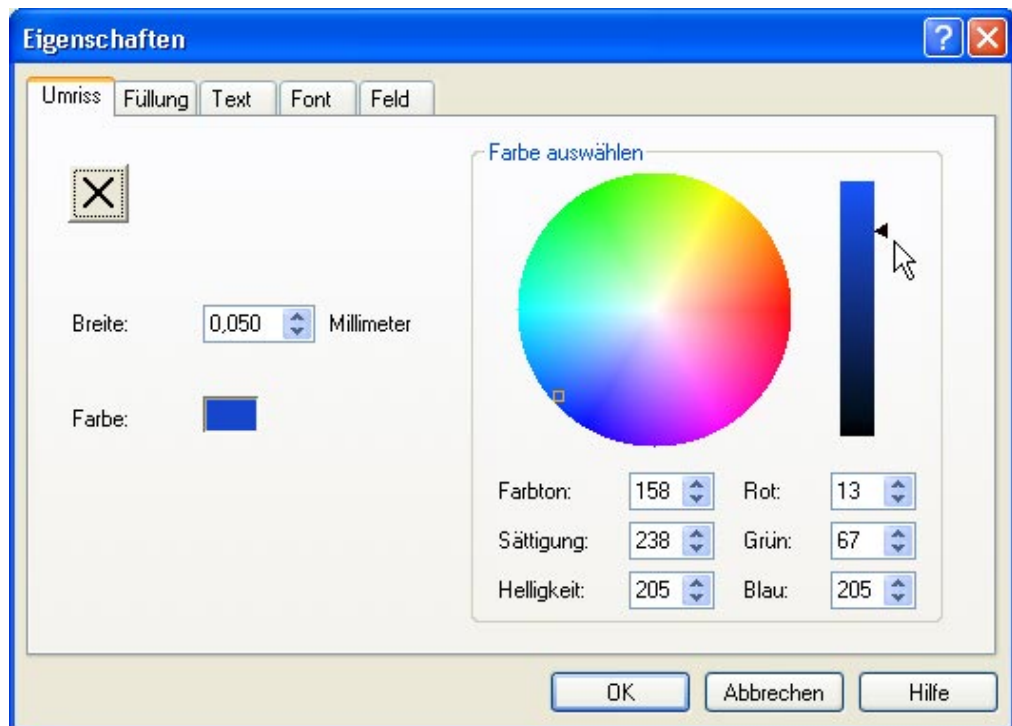 Eigenschaften
Umriss Füllung Text Font Feld
Farbe auswählen
Breite: 0,050 Millimeter
Farbe:
Farbton: 158 Rot: 13
Sättigung: 238 Grün: 67
Helligkeit: 205 Blau: 205
OK Abbrechen Hilfe